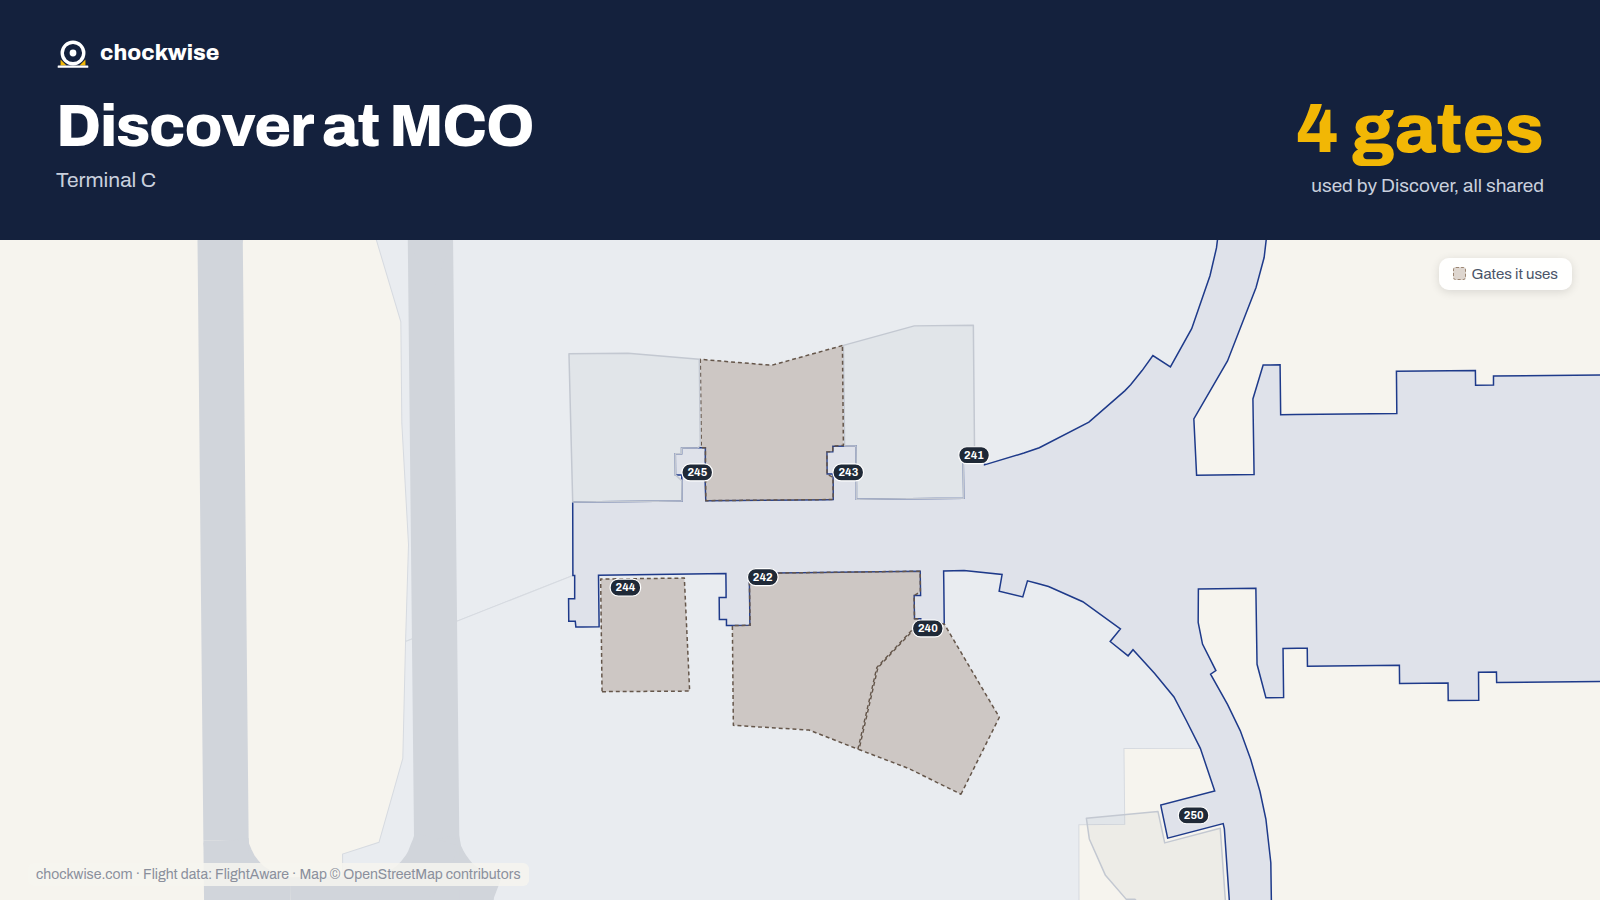 chockwise
Discover at MCO
Terminal C
4 gates
used by Discover, all shared
Gates it uses
241
245
243
242
244
240
250
chockwise.com · Flight data: FlightAware · Map © OpenStreetMap contributors